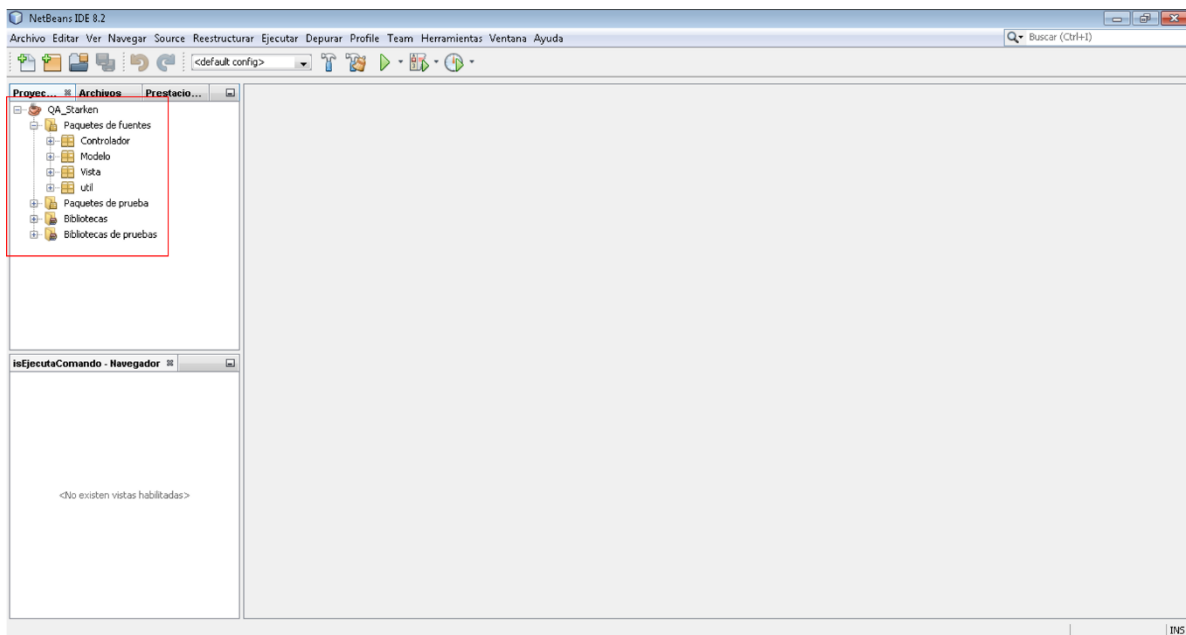 NetBeans IDE 8.2
Archivo Editar Ver Navegar Source Reestructurar Ejecutar Depurar Profile Team Herramientas Ventana Ayuda
Buscar (Ctrl+I)
<default config>
Proyec... Archivos Prestacio...
QA_Starken
Paquetes de fuentes
Controlador
Modelo
Vista
util
Paquetes de prueba
Bibliotecas
Bibliotecas de pruebas
isEjecutaComando - Navegador
<No existen vistas habilitadas>
INS